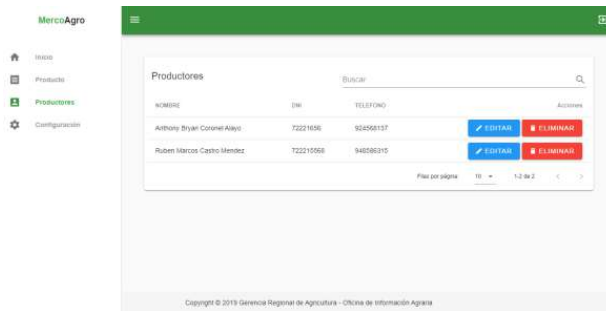 MercoAgro
Inicio
Producto
Productores
Configuración
Productores
Buscar
NOMBRE DNI TELEFONO Acciones
Anthony Bryan Coronel Alayo 72221656 924568157 EDITAR ELIMINAR
Ruben Marcos Castro Mendez 722215568 948586315 EDITAR ELIMINAR
Filas por página: 10 1-2 de 2
Copyright © 2019 Gerencia Regional de Agricultura - Oficina de Información Agraria